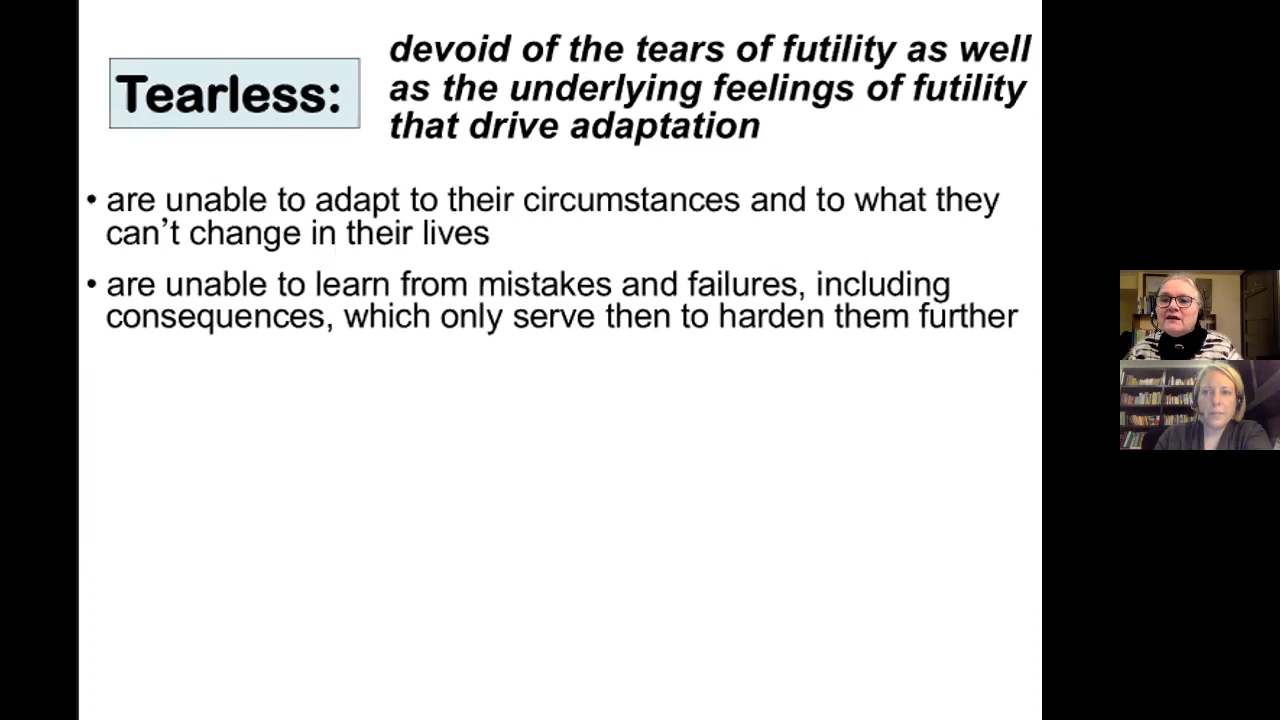 Tearless:
devoid of the tears of futility as well
as the underlying feelings of futility
that drive adaptation
• are unable to adapt to their circumstances and to what they
can't change in their lives
• are unable to learn from mistakes and failures, including
consequences, which only serve then to harden them further